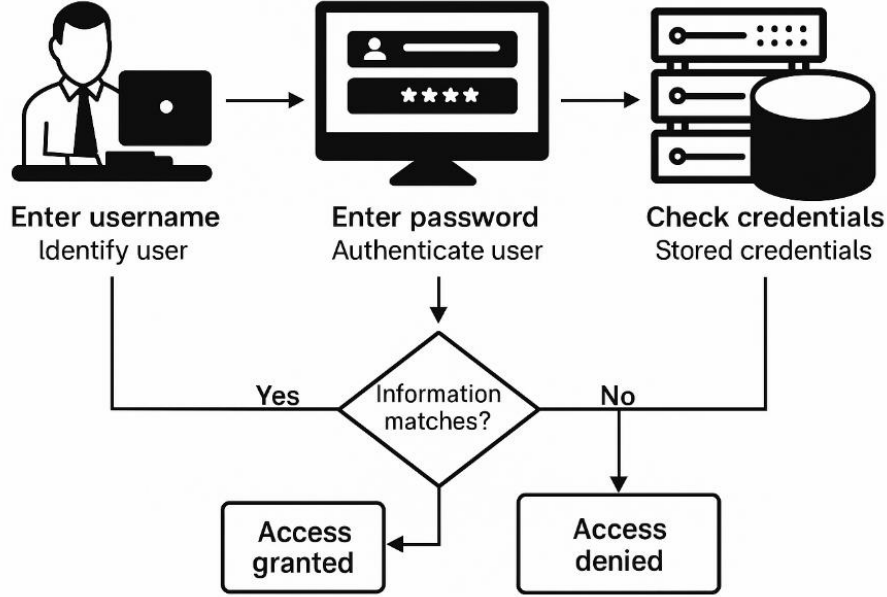 Enter username
Identify user
Enter password
Authenticate user
Check credentials
Stored credentials
Yes
Information
matches?
No
Access
granted
Access
denied